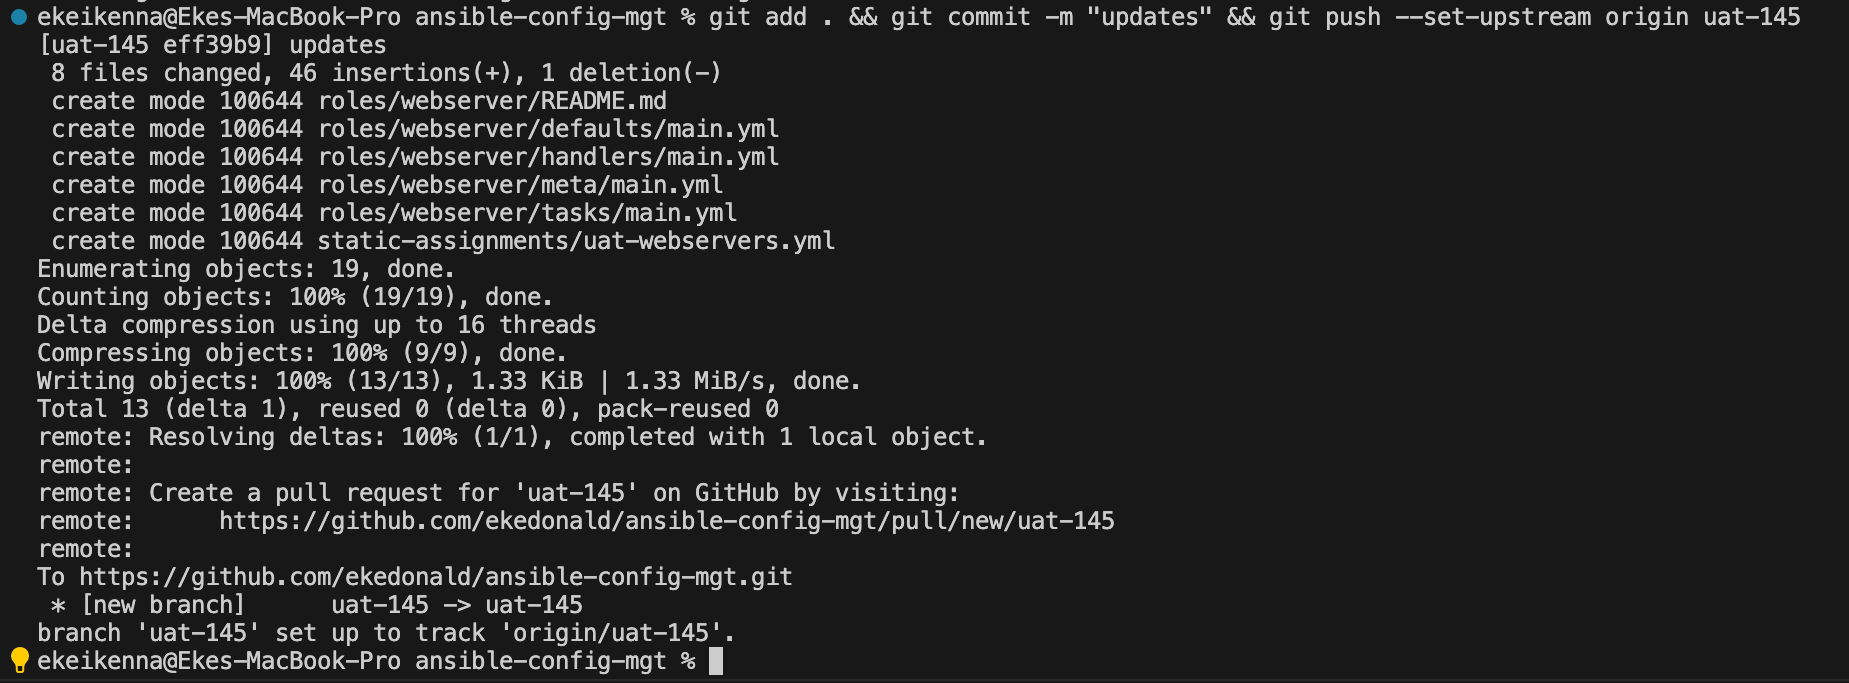 ekeikenna@Ekes-MacBook-Pro ansible-config-mgt % git add . && git commit -m "updates" && git push --set-upstream origin uat-145
[uat-145 eff39b9] updates
 8 files changed, 46 insertions(+), 1 deletion(-)
 create mode 100644 roles/webserver/README.md
 create mode 100644 roles/webserver/defaults/main.yml
 create mode 100644 roles/webserver/handlers/main.yml
 create mode 100644 roles/webserver/meta/main.yml
 create mode 100644 roles/webserver/tasks/main.yml
 create mode 100644 static-assignments/uat-webservers.yml
Enumerating objects: 19, done.
Counting objects: 100% (19/19), done.
Delta compression using up to 16 threads
Compressing objects: 100% (9/9), done.
Writing objects: 100% (13/13), 1.33 KiB | 1.33 MiB/s, done.
Total 13 (delta 1), reused 0 (delta 0), pack-reused 0
remote: Resolving deltas: 100% (1/1), completed with 1 local object.
remote:
remote: Create a pull request for 'uat-145' on GitHub by visiting:
remote:      https://github.com/ekedonald/ansible-config-mgt/pull/new/uat-145
remote:
To https://github.com/ekedonald/ansible-config-mgt.git
 * [new branch]      uat-145 -> uat-145
branch 'uat-145' set up to track 'origin/uat-145'.
ekeikenna@Ekes-MacBook-Pro ansible-config-mgt %